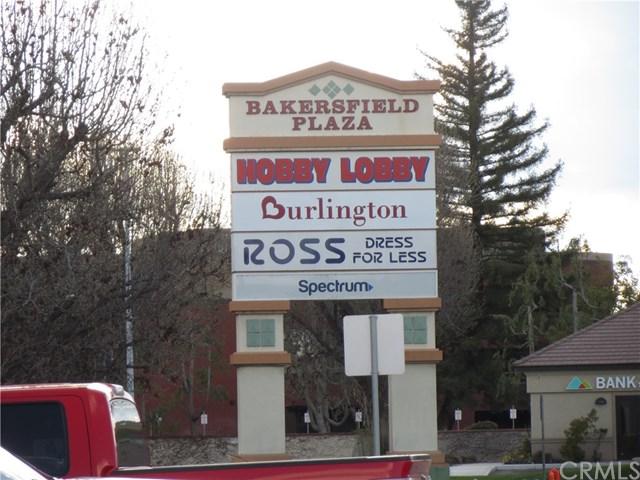 BAKERSFIELD
PLAZA
HOBBY LOBBY
Burlington
ROSS DRESS
FOR LESS
Spectrum
BANK
CRMLS